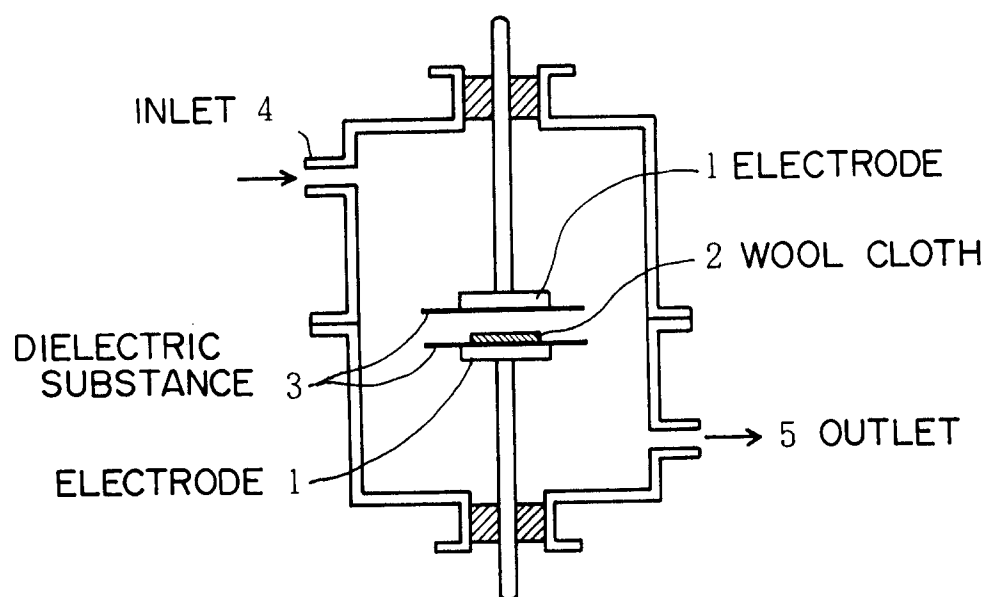 INLET 4
1 ELECTRODE
2 WOOL CLOTH
DIELECTRIC
SUBSTANCE 3
5 OUTLET
ELECTRODE 1